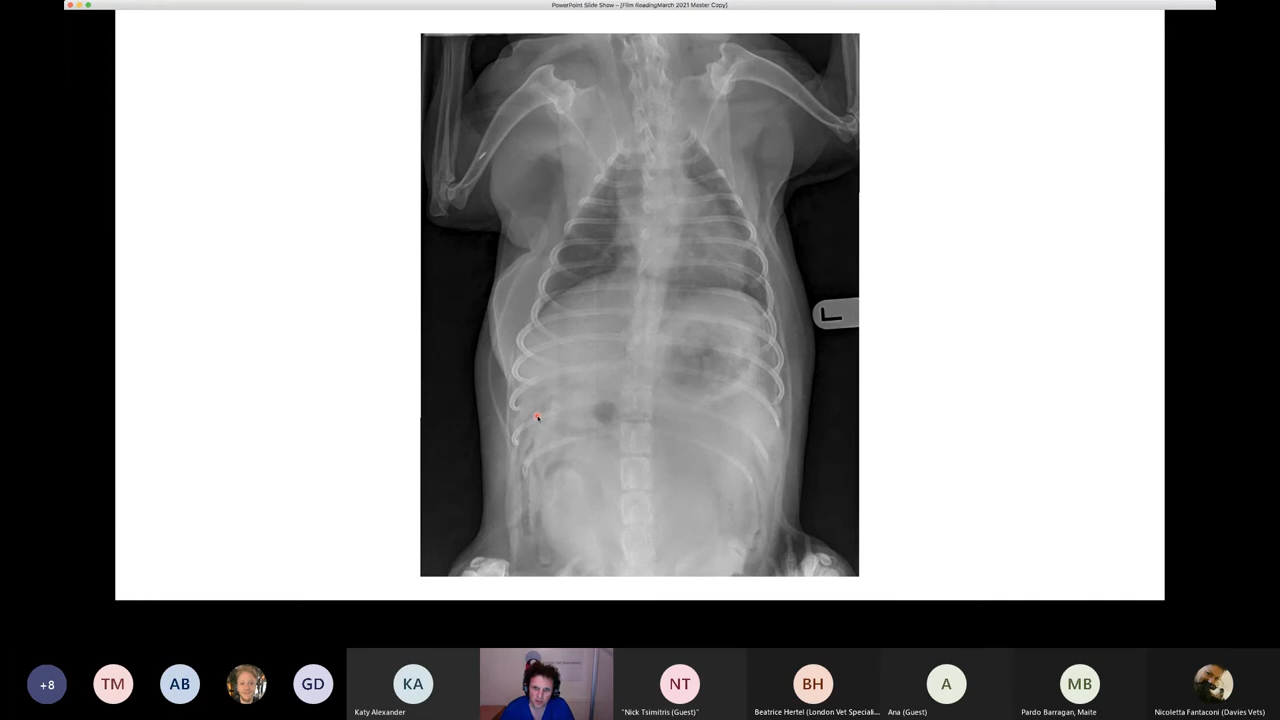 PowerPoint Slide Show – [Film ReadingMarch 2021 Master Copy]
L
+8
TM
AB
GD
KA
Katy Alexander
NT
"Nick Tsimitris (Guest)"
BH
Beatrice Hertel (London Vet Speciali...
A
Ana (Guest)
MB
Pardo Barragan, Maite
Nicoletta Fantaconi (Davies Vets)